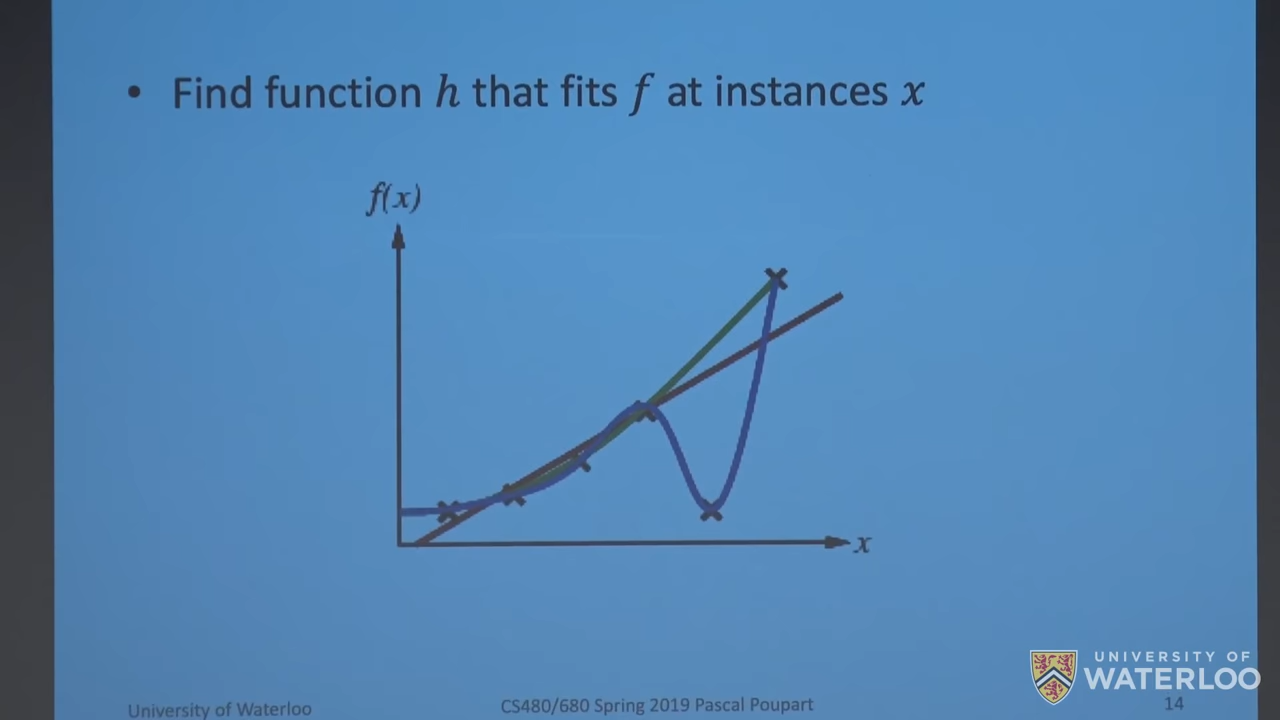 • Find function h that fits f at instances x
f(x)
x
University of Waterloo
CS480/680 Spring 2019 Pascal Poupart
14
UNIVERSITY OF
WATERLOO